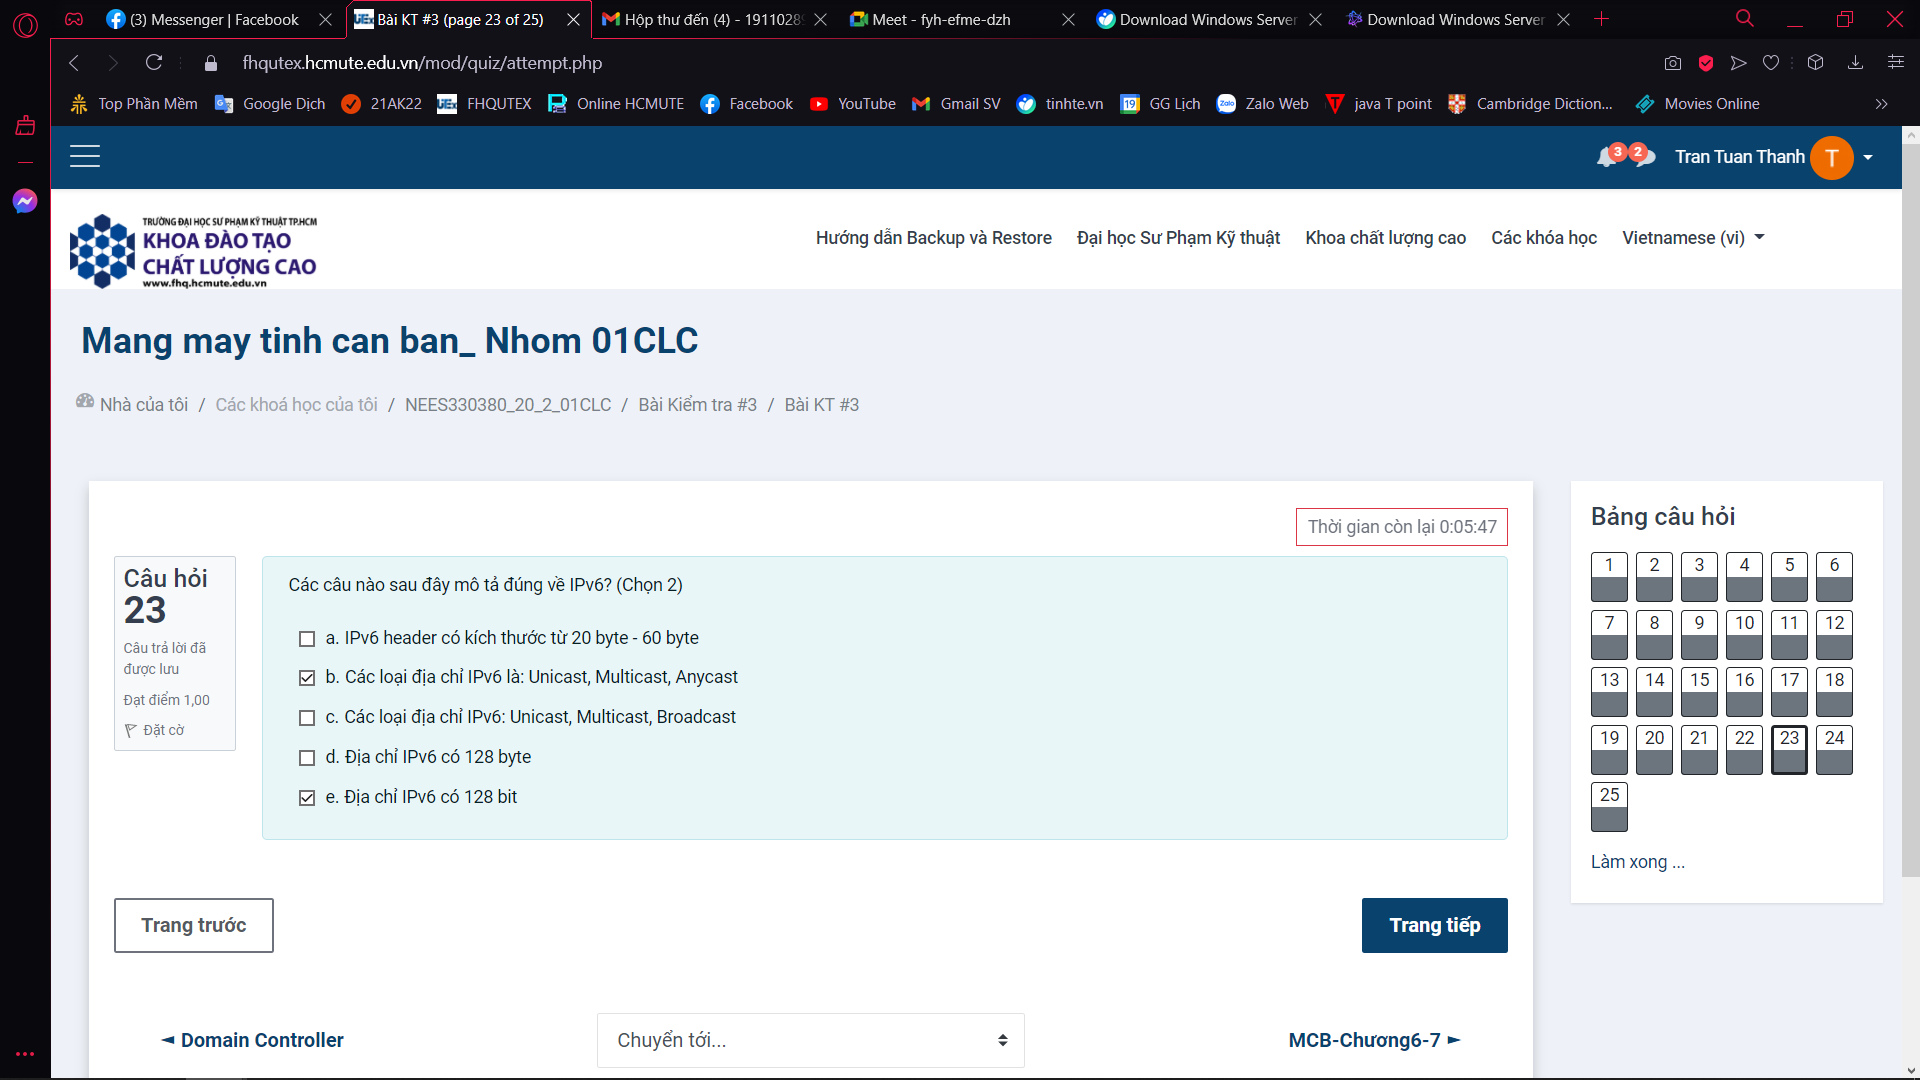 (3) Messenger | Facebook
Bài KT #3 (page 23 of 25)
Hộp thư đến (4) - 1911028
Meet - fyh-efme-dzh
Download Windows Server
Download Windows Server
fhqutex.hcmute.edu.vn/mod/quiz/attempt.php
Top Phần Mềm
Google Dịch
21AK22
FHQUTEX
Online HCMUTE
Facebook
YouTube
Gmail SV
tinhte.vn
19 GG Lịch
Zalo Zalo Web
java T point
Cambridge Diction...
Movies Online
3
2
Tran Tuan Thanh
T
TRƯỜNG ĐẠI HỌC SƯ PHẠM KỸ THUẬT TP.HCM
KHOA ĐÀO TẠO
CHẤT LƯỢNG CAO
www.fhq.hcmute.edu.vn
Hướng dẫn Backup và Restore
Đại học Sư Phạm Kỹ thuật
Khoa chất lượng cao
Các khóa học
Vietnamese (vi)
Mang may tinh can ban_ Nhom 01CLC
Nhà của tôi / Các khoá học của tôi / NEES330380_20_2_01CLC / Bài Kiểm tra #3 / Bài KT #3
Thời gian còn lại 0:05:47
Câu hỏi
23
Câu trả lời đã
được lưu
Đạt điểm 1,00
Đặt cờ
Các câu nào sau đây mô tả đúng về IPv6? (Chọn 2)
a. IPv6 header có kích thước từ 20 byte - 60 byte
b. Các loại địa chỉ IPv6 là: Unicast, Multicast, Anycast
c. Các loại địa chỉ IPv6: Unicast, Multicast, Broadcast
d. Địa chỉ IPv6 có 128 byte
e. Địa chỉ IPv6 có 128 bit
Trang trước
Trang tiếp
◄ Domain Controller
Chuyển tới...
MCB-Chương6-7 ►
Bảng câu hỏi
1 2 3 4 5 6
7 8 9 10 11 12
13 14 15 16 17 18
19 20 21 22 23 24
25
Làm xong ...